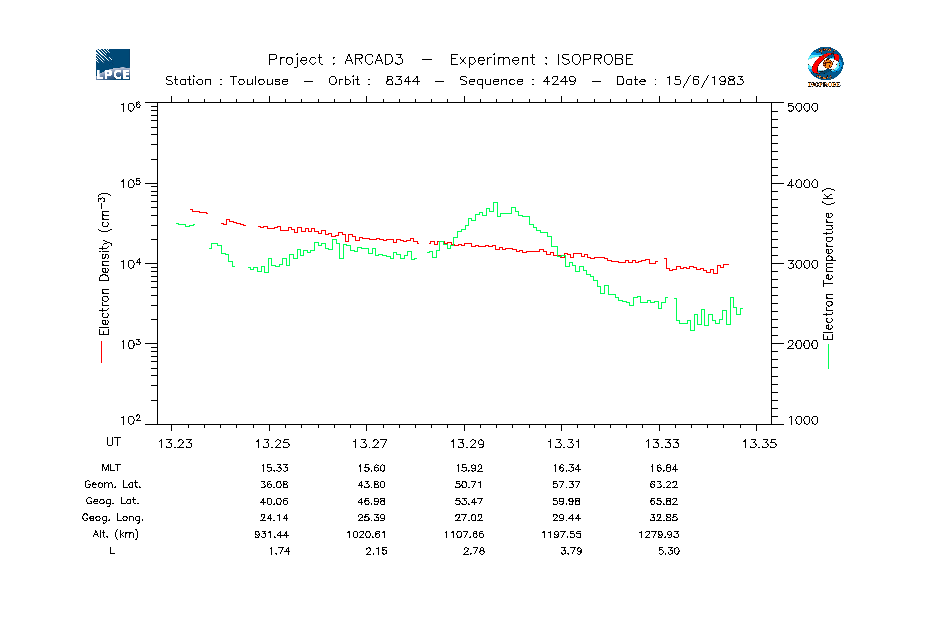 LPCE
Project : ARCAD3 — Experiment : ISOPROBE
ISOPROBE
Station : Toulouse — Orbit : 8344 — Sequence : 4249 — Date : 15/6/1983
10⁶ 5000
10⁵ 4000
10⁴ 3000
10³ 2000
10² 1000
Electron Density (cm⁻³)
Electron Temperature (K)
UT 13.23 13.25 13.27 13.29 13.31 13.33 13.35
MLT 15.33 15.60 15.92 16.34 16.84
Geom. Lat. 36.08 43.80 50.71 57.37 63.22
Geog. Lat. 40.06 46.98 53.47 59.98 65.82
Geog. Long. 24.14 25.39 27.02 29.44 32.85
Alt. (km) 931.44 1020.61 1107.66 1197.55 1279.93
L 1.74 2.15 2.78 3.79 5.30